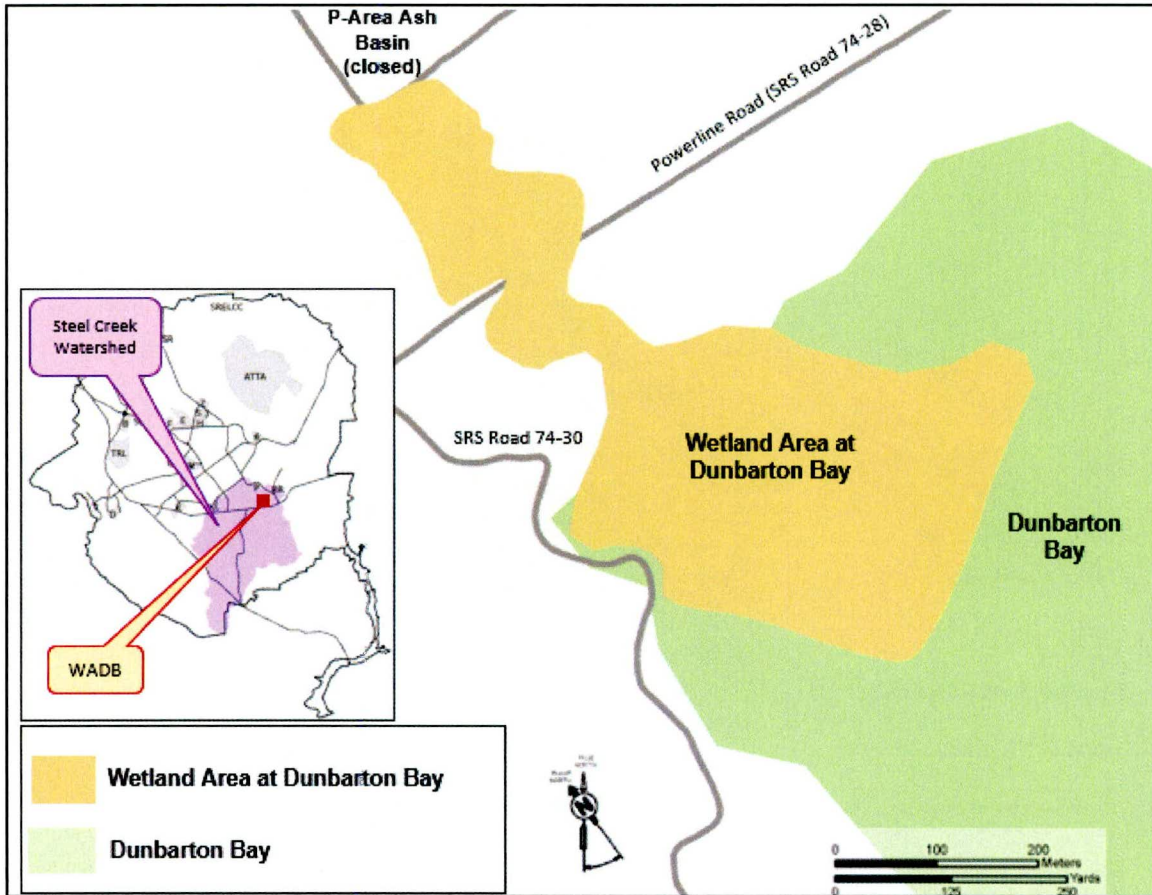 P-Area Ash
Basin
(closed)
Powerline Road (SRS Road 74-28)
SRELCC
Steel Creek
Watershed
ATTA
TRL
SRS Road 74-30
Wetland Area at
Dunbarton Bay
Dunbarton
Bay
WADB
Wetland Area at Dunbarton Bay
Dunbarton Bay
N
0 100 200
Meters
Yards
0 125 250